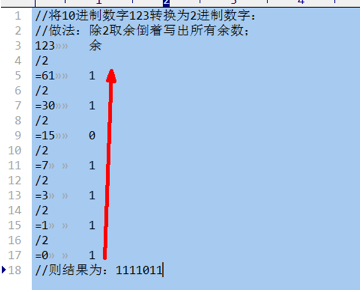 1 //将10进制数字123转换为2进制数字：
2 //做法：除2取余倒着写出所有余数；
3 123»» 余
4 /2
5 =61»» 1
6 /2
7 =30»» 1
8 /2
9 =15»» 0
10 /2
11 =7»» 1
12 /2
13 =3»» 1
14 /2
15 =1»» 1
16 /2
17 =0»» 1
18 //则结果为：1111011